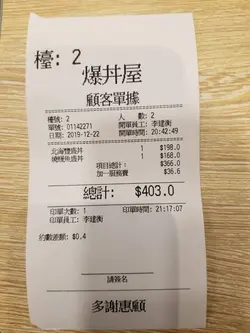 檯: 2
爆丼屋
顧客單據
檯號: 2 人 數: 2
單號: 01142271 開單員工: 李建衡
日期: 2019-12-22 開單時間: 20:42:49
北海豐盛丼 1 $198.0
燒鰻魚盛丼 1 $168.0
項目總計: $366.0
加一服務費 $36.6
總計: $403.0
印單次數: 1 印單時間: 21:17:07
印單員工: 李建衡
約數差額: $0.4
請簽名
多謝惠顧